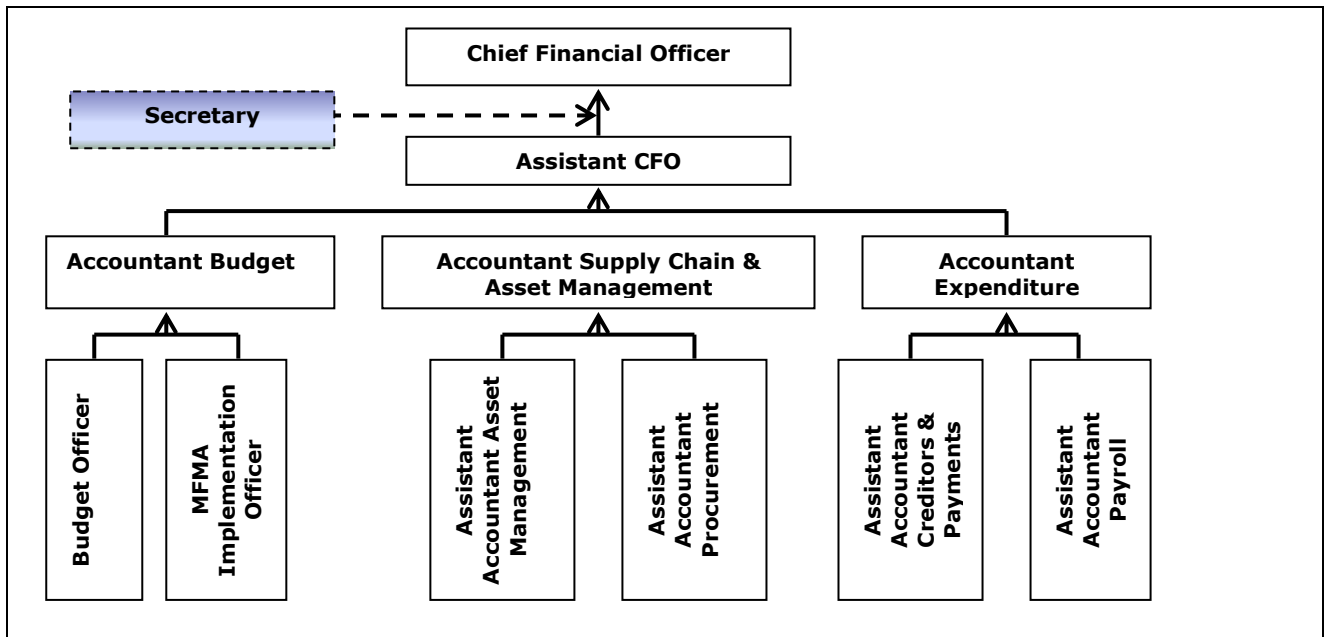 Chief Financial Officer
Secretary
Assistant CFO
Accountant Budget
Accountant Supply Chain &
Asset Management
Accountant
Expenditure
Budget Officer
MFMA
Implementation
Officer
Assistant
Accountant Asset
Management
Assistant
Accountant
Procurement
Assistant
Accountant
Creditors &
Payments
Assistant
Accountant
Payroll